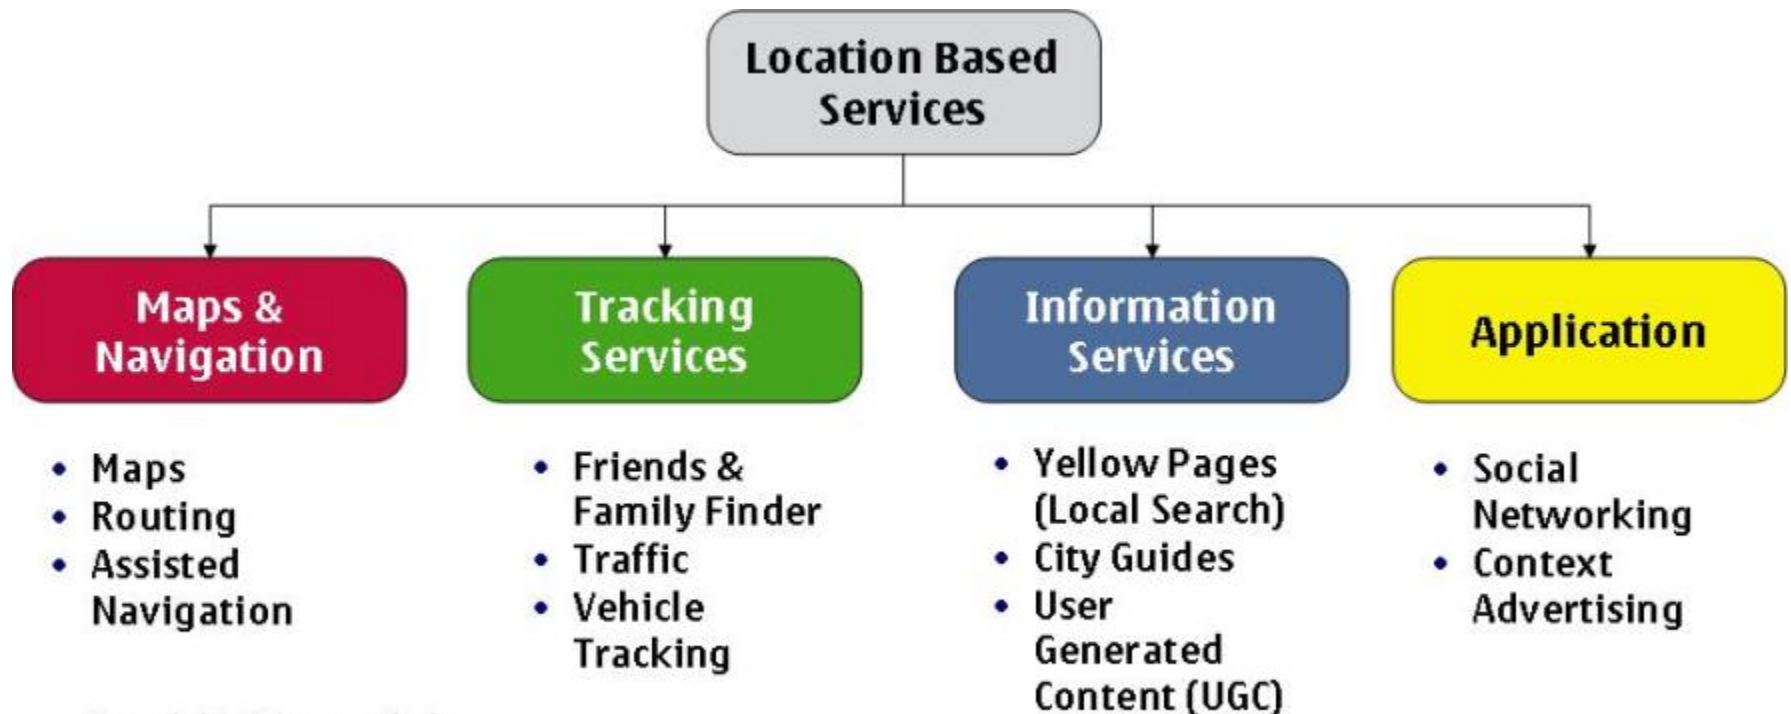 Location Based
Services
Maps &
Navigation
Tracking
Services
Information
Services
Application
• Maps
• Routing
• Assisted
Navigation
• Friends &
Family Finder
• Traffic
• Vehicle
Tracking
• Yellow Pages
(Local Search)
• City Guides
• User
Generated
Content (UGC)
• Social
Networking
• Context
Advertising